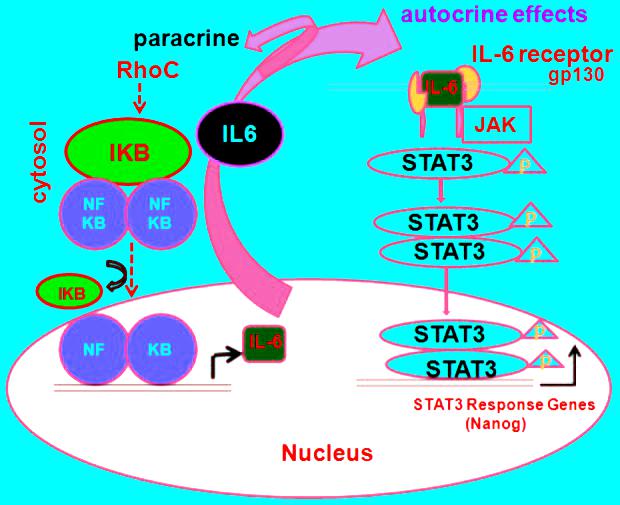 autocrine effects
paracrine
RhoC
IL-6 receptor
gp130
IL-6
JAK
cytosol
IKB
IL6
STAT3
P
NF
KB
NF
KB
STAT3
P
STAT3
P
IKB
NF
KB
IL-6
STAT3
P
STAT3
P
STAT3 Response Genes
(Nanog)
Nucleus